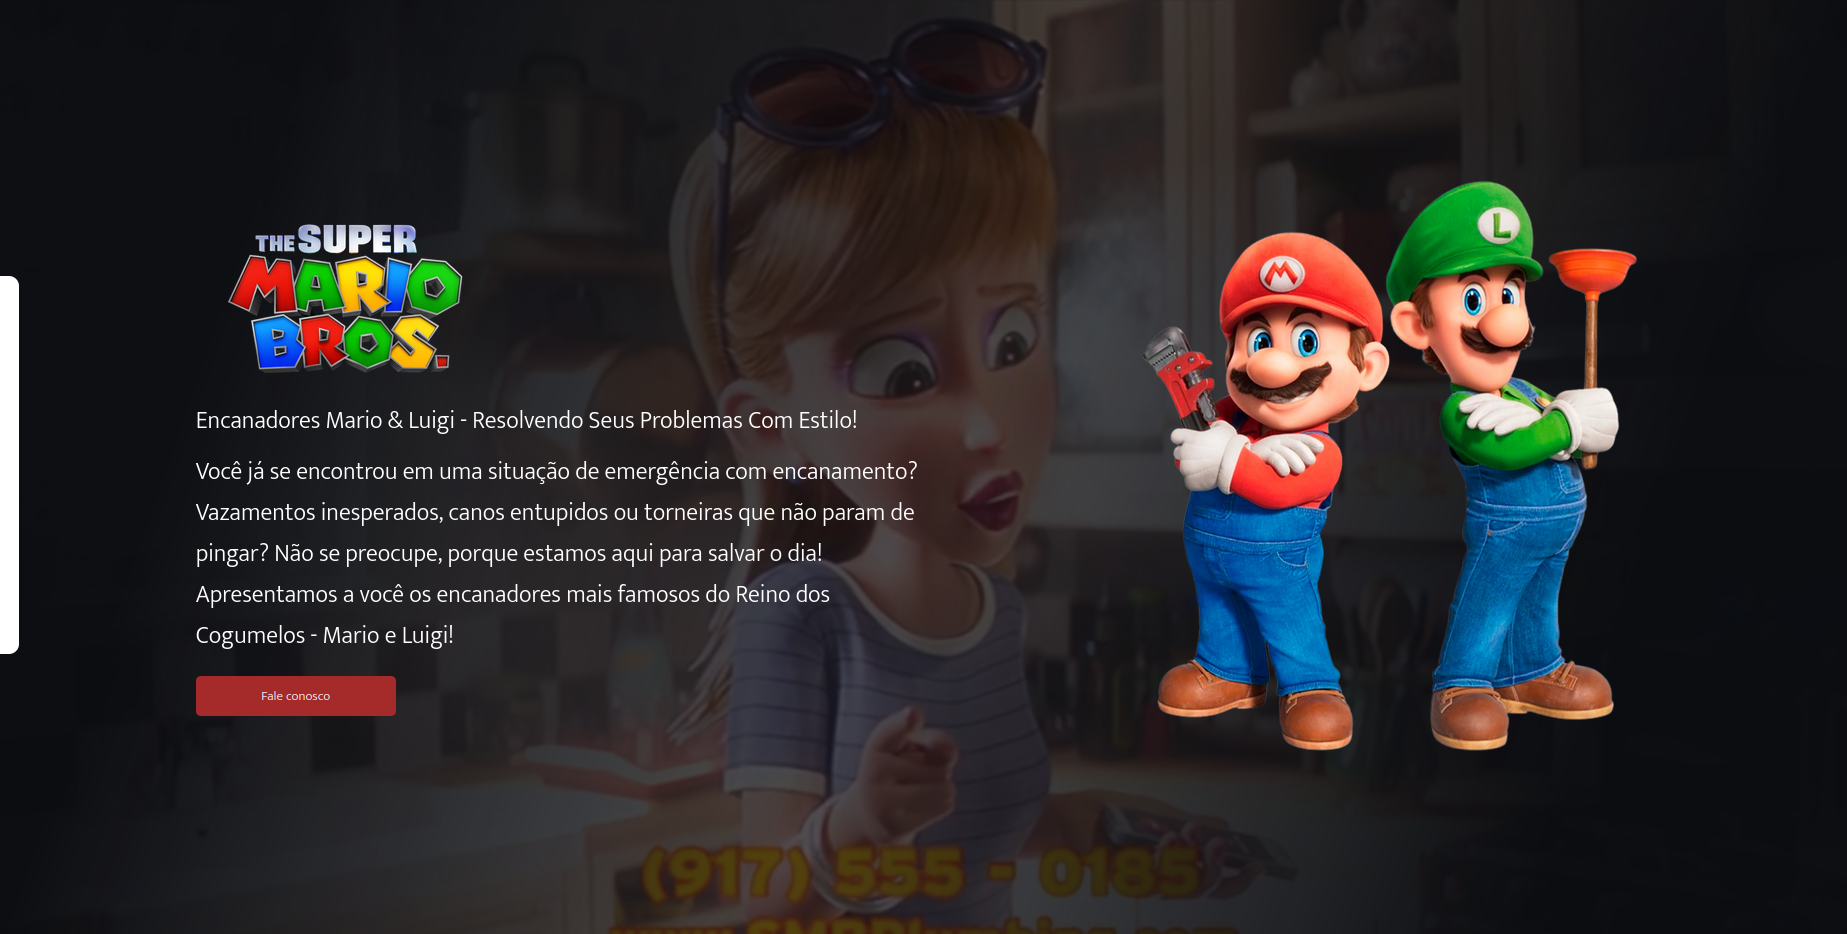 THE SUPER
MARIO
BROS.
M
L
Encanadores Mario & Luigi - Resolvendo Seus Problemas Com Estilo!
Você já se encontrou em uma situação de emergência com encanamento?
Vazamentos inesperados, canos entupidos ou torneiras que não param de
pingar? Não se preocupe, porque estamos aqui para salvar o dia!
Apresentamos a você os encanadores mais famosos do Reino dos
Cogumelos - Mario e Luigi!
Fale conosco
(917) 555 - 0185